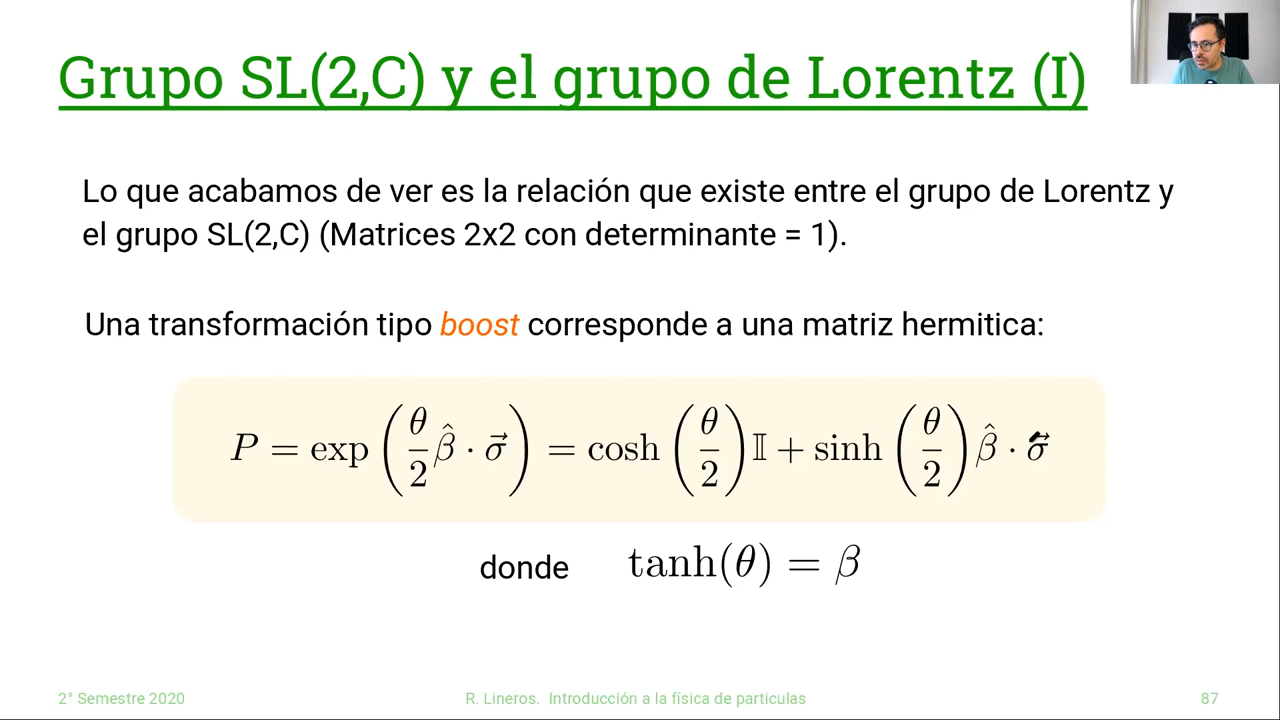 Grupo SL(2,C) y el grupo de Lorentz (I)
Lo que acabamos de ver es la relación que existe entre el grupo de Lorentz y
el grupo SL(2,C) (Matrices 2x2 con determinante = 1).
Una transformación tipo boost corresponde a una matriz hermitica:
P = exp(θ/2 β̂ · σ⃗) = cosh(θ/2) 𝕀 + sinh(θ/2) β̂ · σ⃗
donde tanh(θ) = β
2° Semestre 2020 R. Lineros. Introducción a la física de particulas 87